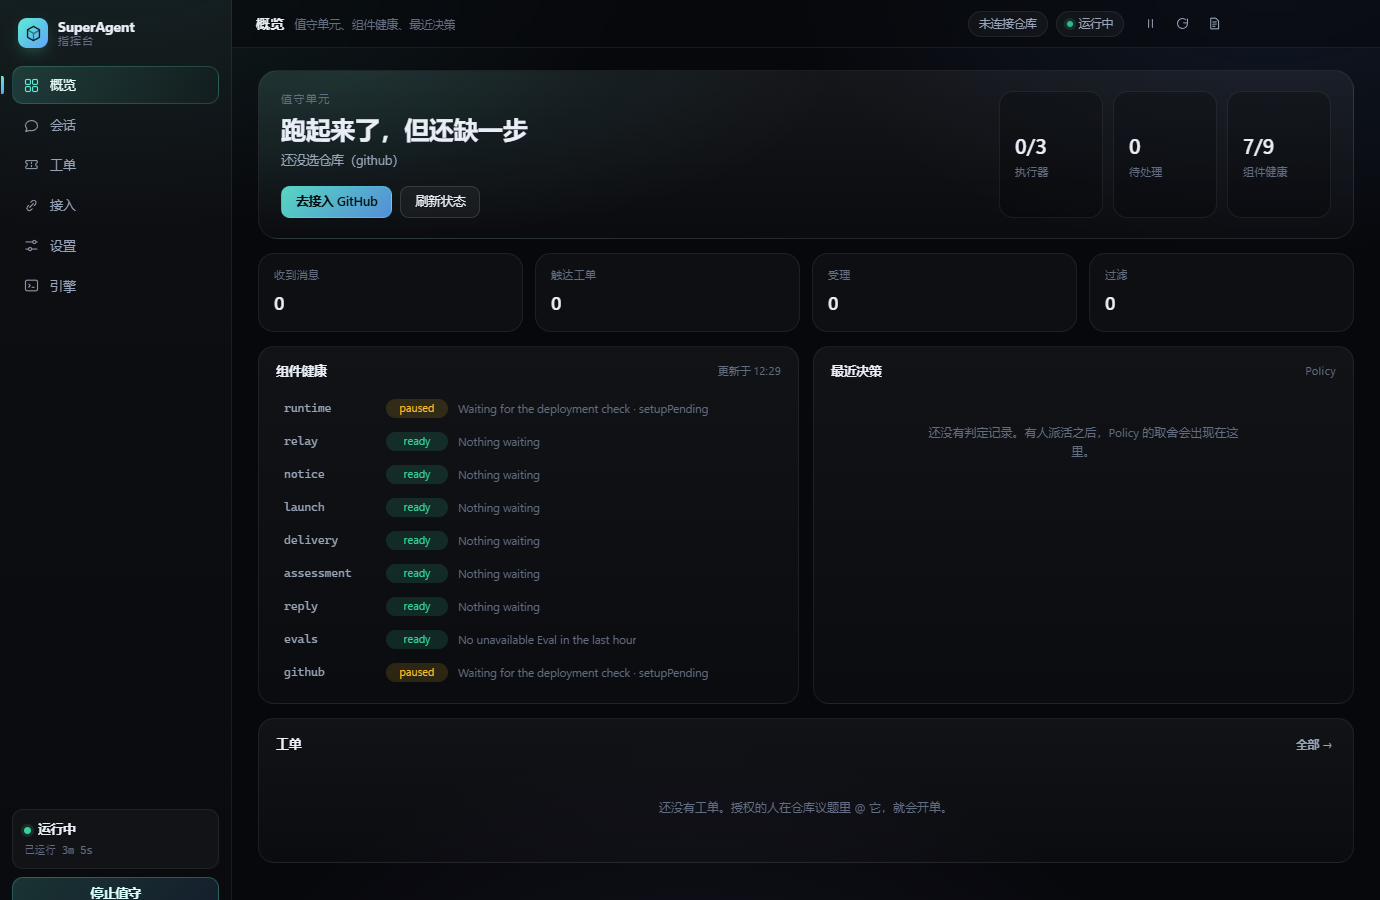 SuperAgent
指挥台
概览
会话
工单
接入
设置
引擎
运行中
已运行 3m 5s
停止值守
概览 值守单元、组件健康、最近决策
未连接仓库
运行中
值守单元
跑起来了，但还缺一步
还没选仓库（github）
去接入 GitHub
刷新状态
0/3
执行器
0
待处理
7/9
组件健康
收到消息
0
触达工单
0
受理
0
过滤
0
组件健康 更新于 12:29
runtime paused Waiting for the deployment check · setupPending
relay ready Nothing waiting
notice ready Nothing waiting
launch ready Nothing waiting
delivery ready Nothing waiting
assessment ready Nothing waiting
reply ready Nothing waiting
evals ready No unavailable Eval in the last hour
github paused Waiting for the deployment check · setupPending
最近决策 Policy
还没有判定记录。有人派活之后，Policy 的取舍会出现在这
里。
工单 全部 →
还没有工单。授权的人在仓库议题里 @ 它，就会开单。